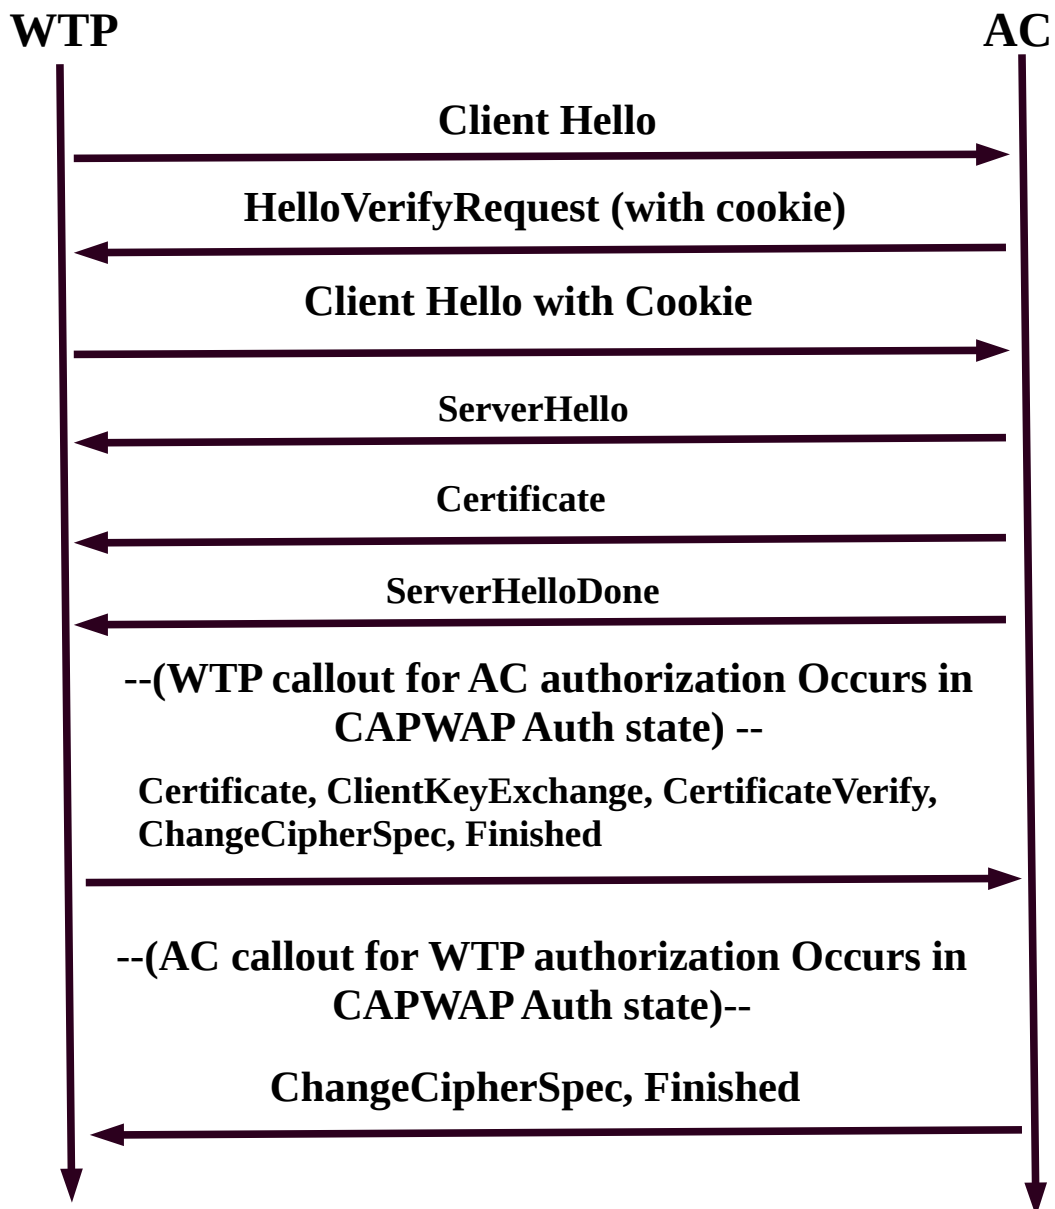 WTP
AC
Client Hello
HelloVerifyRequest (with cookie)
Client Hello with Cookie
ServerHello
Certificate
ServerHelloDone
--(WTP callout for AC authorization Occurs in
CAPWAP Auth state) --
Certificate, ClientKeyExchange, CertificateVerify,
ChangeCipherSpec, Finished
--(AC callout for WTP authorization Occurs in
CAPWAP Auth state)--
ChangeCipherSpec, Finished